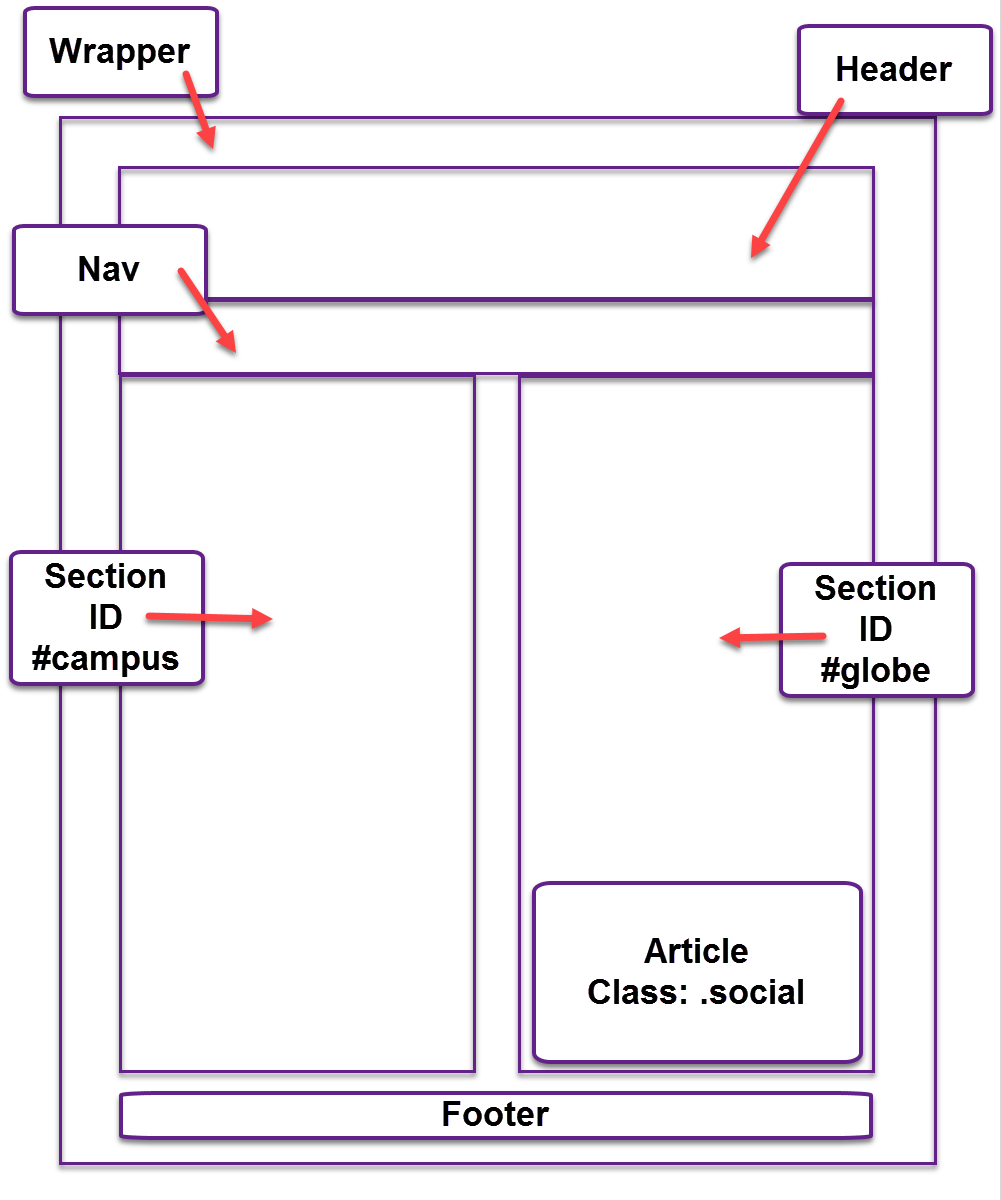 Wrapper
Header
Nav
Section
ID
#campus
Section
ID
#globe
Article
Class: .social
Footer